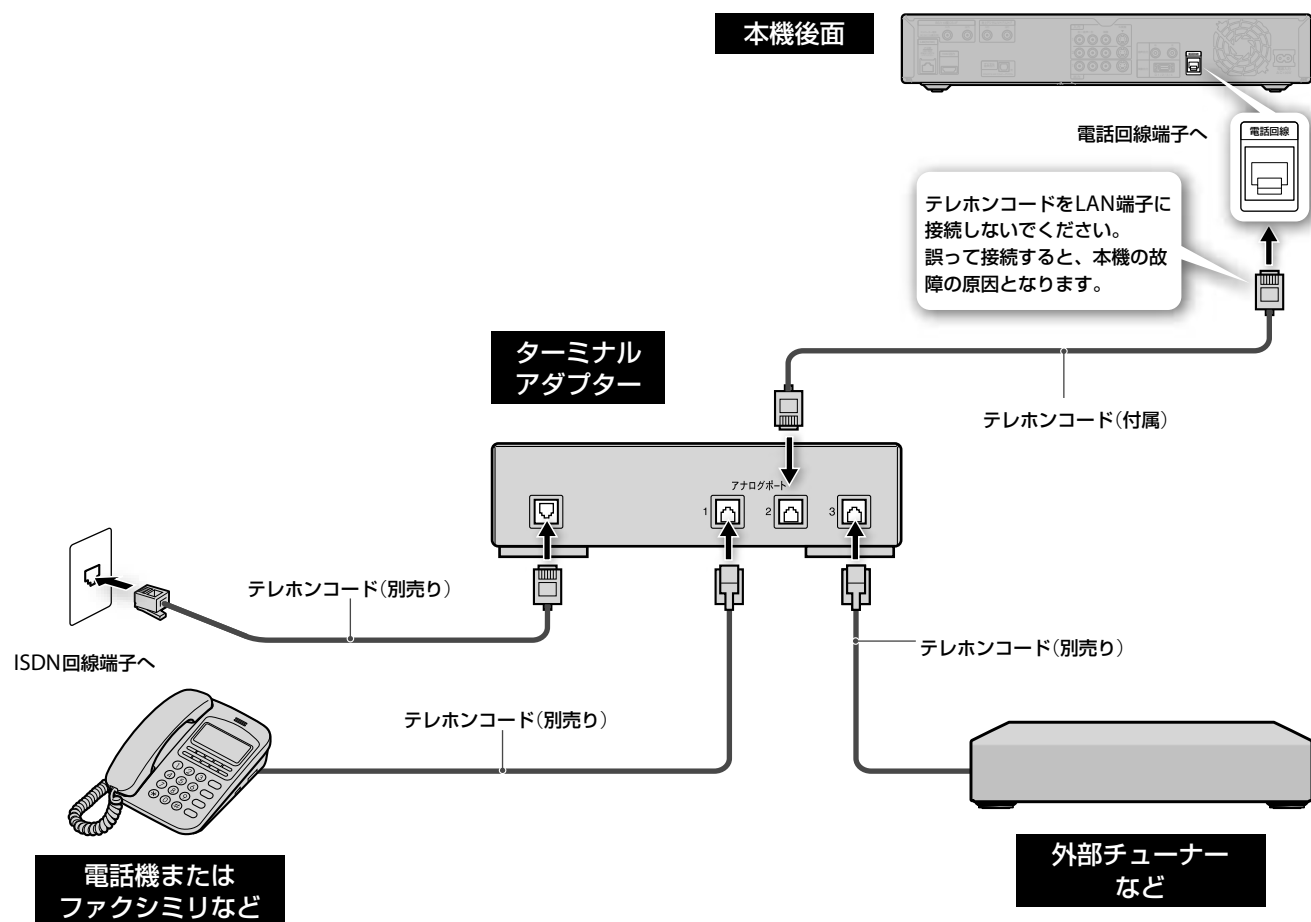 本機後面
電話回線端子へ
電話回線
テレホンコードをLAN端子に
接続しないでください。
誤って接続すると、本機の故
障の原因となります。
ターミナル
アダプター
テレホンコード（付属）
アナログポート
1
2
3
テレホンコード（別売り）
ISDN回線端子へ
テレホンコード（別売り）
テレホンコード（別売り）
電話機または
ファクシミリなど
外部チューナー
など